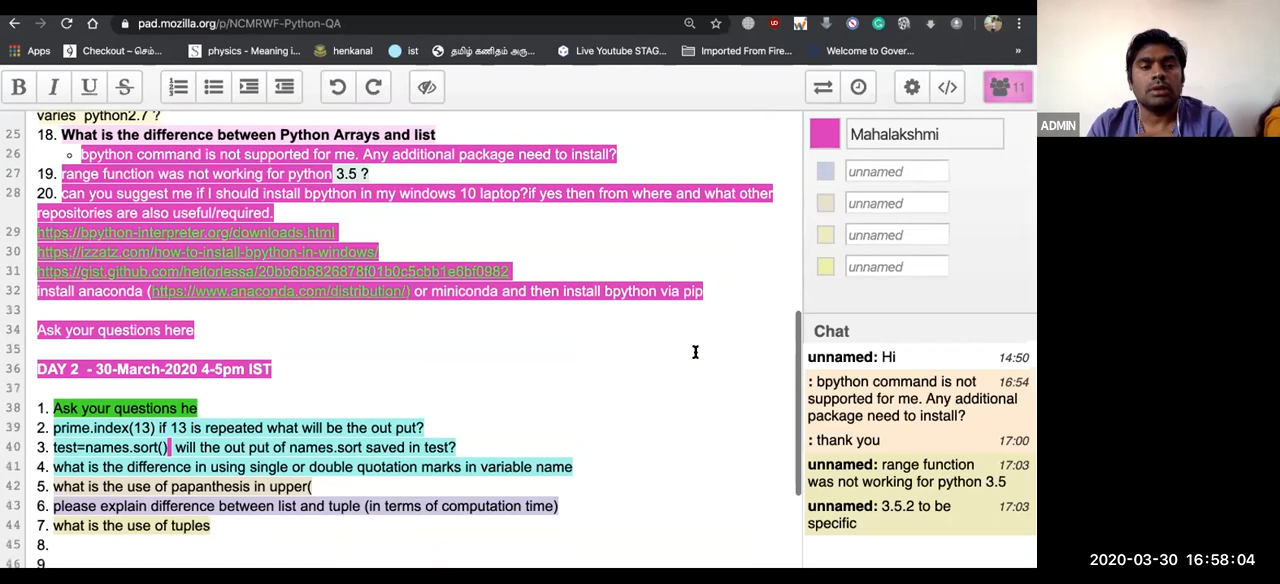 pad.mozilla.org/p/NCMRWF-Python-QA
Apps Checkout – செம்... physics - Meaning i... henkanal ist தமிழ் கணிதம் அரு... Live Youtube STAG... Imported From Fire... Welcome to Gover... »
B I U S 11
varies python2.7 ?
25 18. What is the difference between Python Arrays and list
26 bpython command is not supported for me. Any additional package need to install?
27 19. range function was not working for python 3.5 ?
28 20. can you suggest me if I should install bpython in my windows 10 laptop?if yes then from where and what other
repositories are also useful/required.
29 https://bpython-interpreter.org/downloads.html
30 https://izzatz.com/how-to-install-bpython-in-windows/
31 https://gist.github.com/heitorlessa/20bb6b6826878f01b0c5cbb1e6bf0982
32 install anaconda (https://www.anaconda.com/distribution/) or miniconda and then install bpython via pip
33
34 Ask your questions here
35
36 DAY 2 - 30-March-2020 4-5pm IST
37
38 1. Ask your questions he
39 2. prime.index(13) if 13 is repeated what will be the out put?
40 3. test=names.sort() will the out put of names.sort saved in test?
41 4. what is the difference in using single or double quotation marks in variable name
42 5. what is the use of papanthesis in upper(
43 6. please explain difference between list and tuple (in terms of computation time)
44 7. what is the use of tuples
45 8.
46 9
Mahalakshmi
unnamed
unnamed
unnamed
unnamed
Chat
unnamed: Hi 14:50
: bpython command is not 16:54
supported for me. Any additional
package need to install?
: thank you 17:00
unnamed: range function 17:03
was not working for python 3.5
unnamed: 3.5.2 to be 17:03
specific
ADMIN
2020-03-30 16:58:04